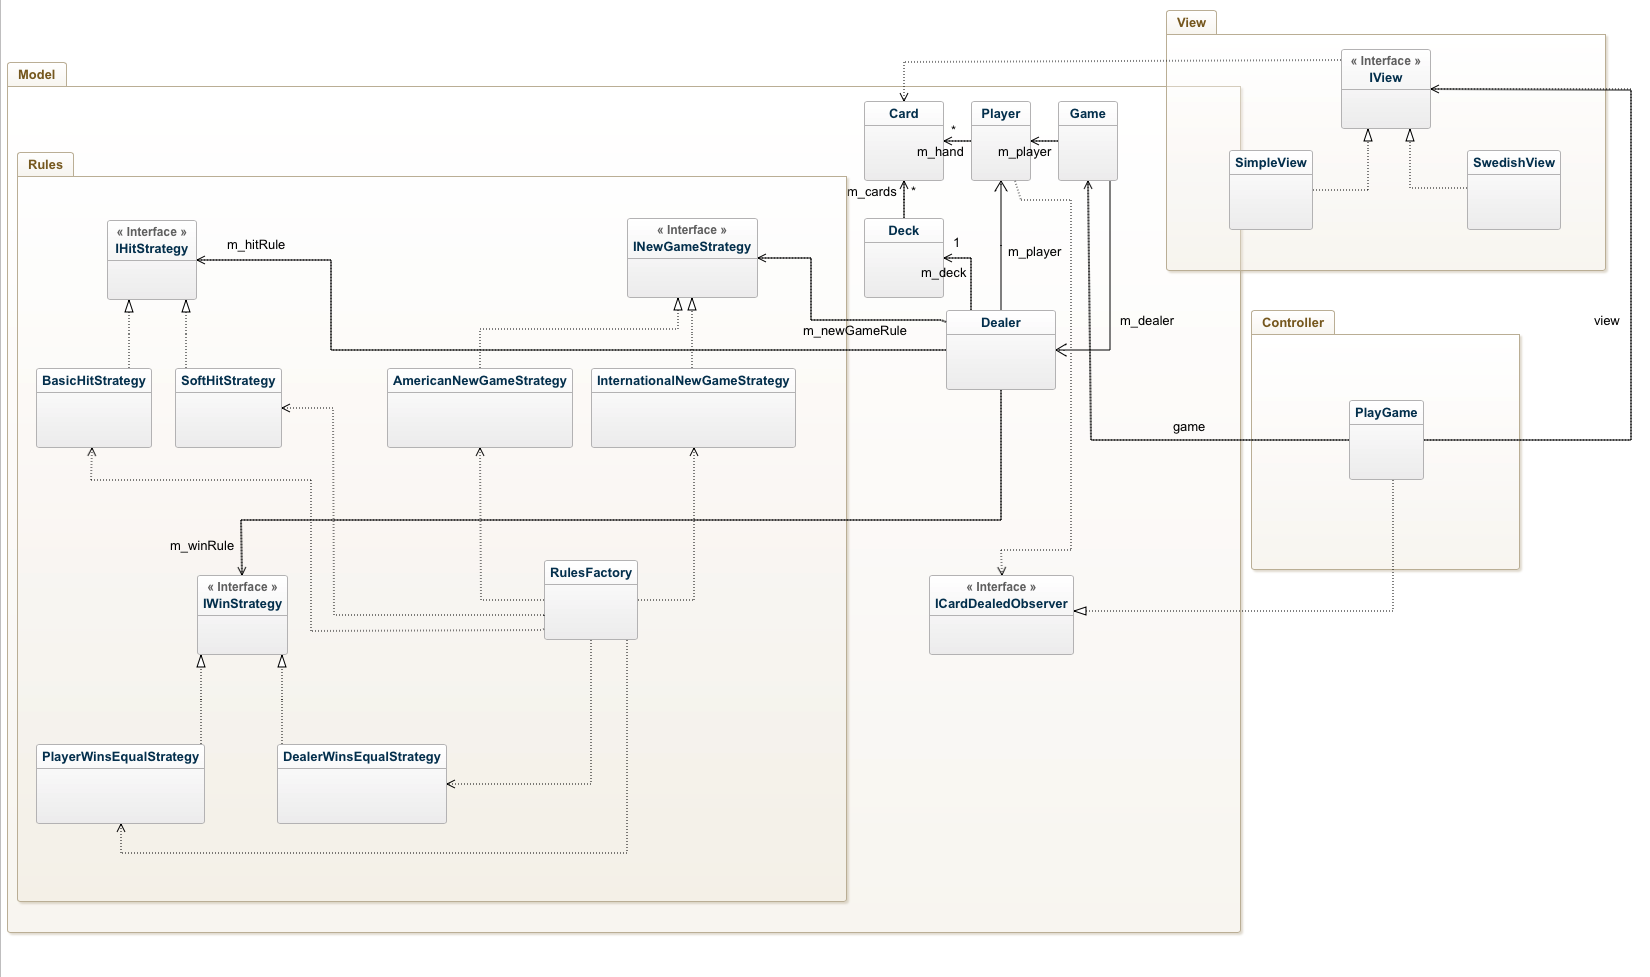 View
« Interface »
IView
Model
Card
Player
Game
*
m_hand
m_player
SimpleView
SwedishView
Rules
m_cards
*
« Interface »
IHitStrategy
m_hitRule
« Interface »
INewGameStrategy
Deck
1
m_deck
m_player
m_newGameRule
Dealer
m_dealer
Controller
view
BasicHitStrategy
SoftHitStrategy
AmericanNewGameStrategy
InternationalNewGameStrategy
PlayGame
game
m_winRule
« Interface »
IWinStrategy
RulesFactory
« Interface »
ICardDealedObserver
PlayerWinsEqualStrategy
DealerWinsEqualStrategy